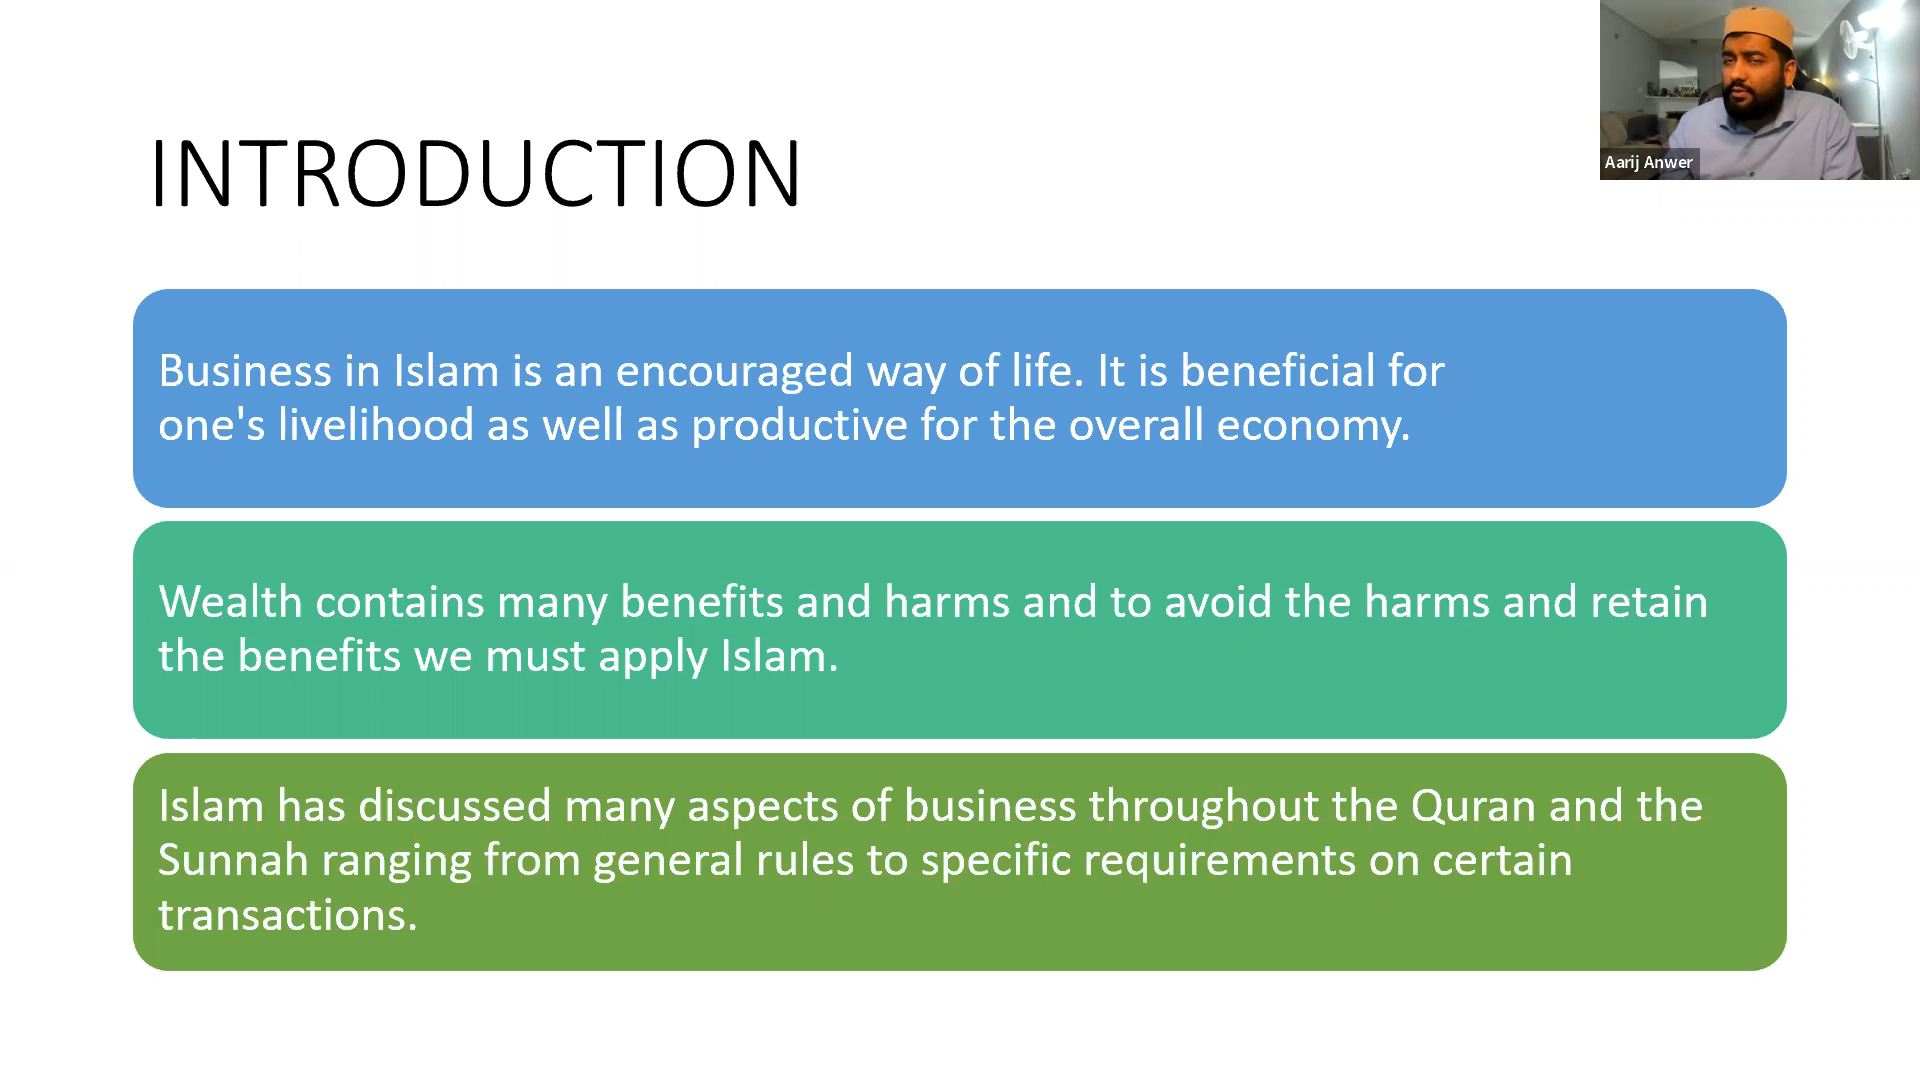 INTRODUCTION
Aarij Anwer
Business in Islam is an encouraged way of life. It is beneficial for
one's livelihood as well as productive for the overall economy.
Wealth contains many benefits and harms and to avoid the harms and retain
the benefits we must apply Islam.
Islam has discussed many aspects of business throughout the Quran and the
Sunnah ranging from general rules to specific requirements on certain
transactions.